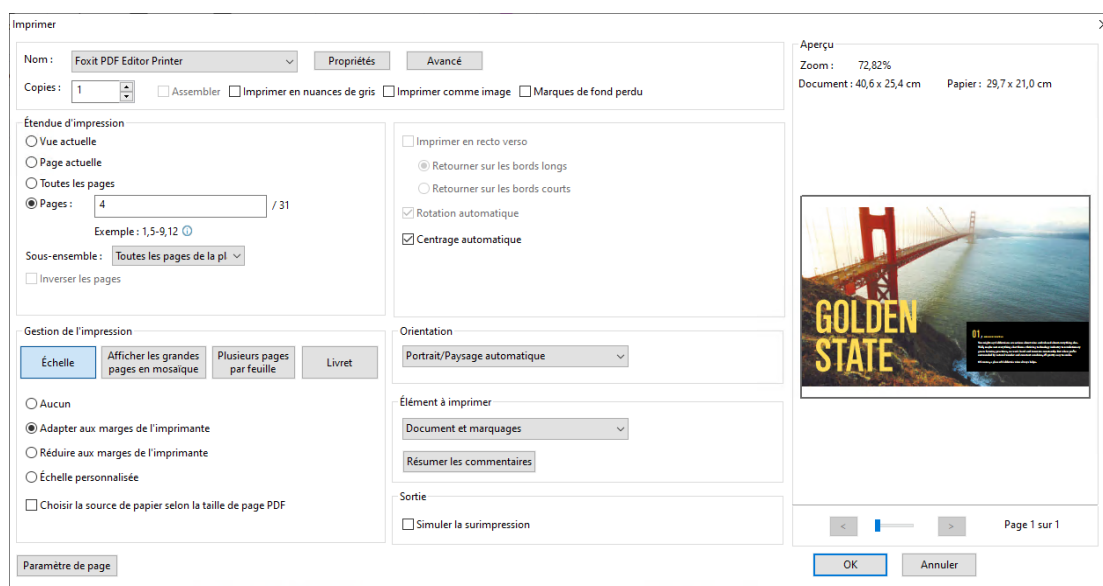 Imprimer
Nom : Foxit PDF Editor Printer Propriétés Avancé
Copies : 1 Assembler Imprimer en nuances de gris Imprimer comme image Marques de fond perdu
Étendue d'impression
Vue actuelle
Page actuelle
Toutes les pages
Pages : 4 / 31
Exemple : 1,5-9,12
Sous-ensemble : Toutes les pages de la pl
Inverser les pages
Imprimer en recto verso
Retourner sur les bords longs
Retourner sur les bords courts
Rotation automatique
Centrage automatique
Gestion de l'impression
Échelle
Afficher les grandes
pages en mosaïque
Plusieurs pages
par feuille
Livret
Aucun
Adapter aux marges de l'imprimante
Réduire aux marges de l'imprimante
Échelle personnalisée
Choisir la source de papier selon la taille de page PDF
Orientation
Portrait/Paysage automatique
Élément à imprimer
Document et marquages
Résumer les commentaires
Sortie
Simuler la surimpression
Paramètre de page
Aperçu
Zoom : 72,82%
Document : 40,6 x 25,4 cm Papier : 29,7 x 21,0 cm
GOLDEN
STATE
01,
< > Page 1 sur 1
OK Annuler